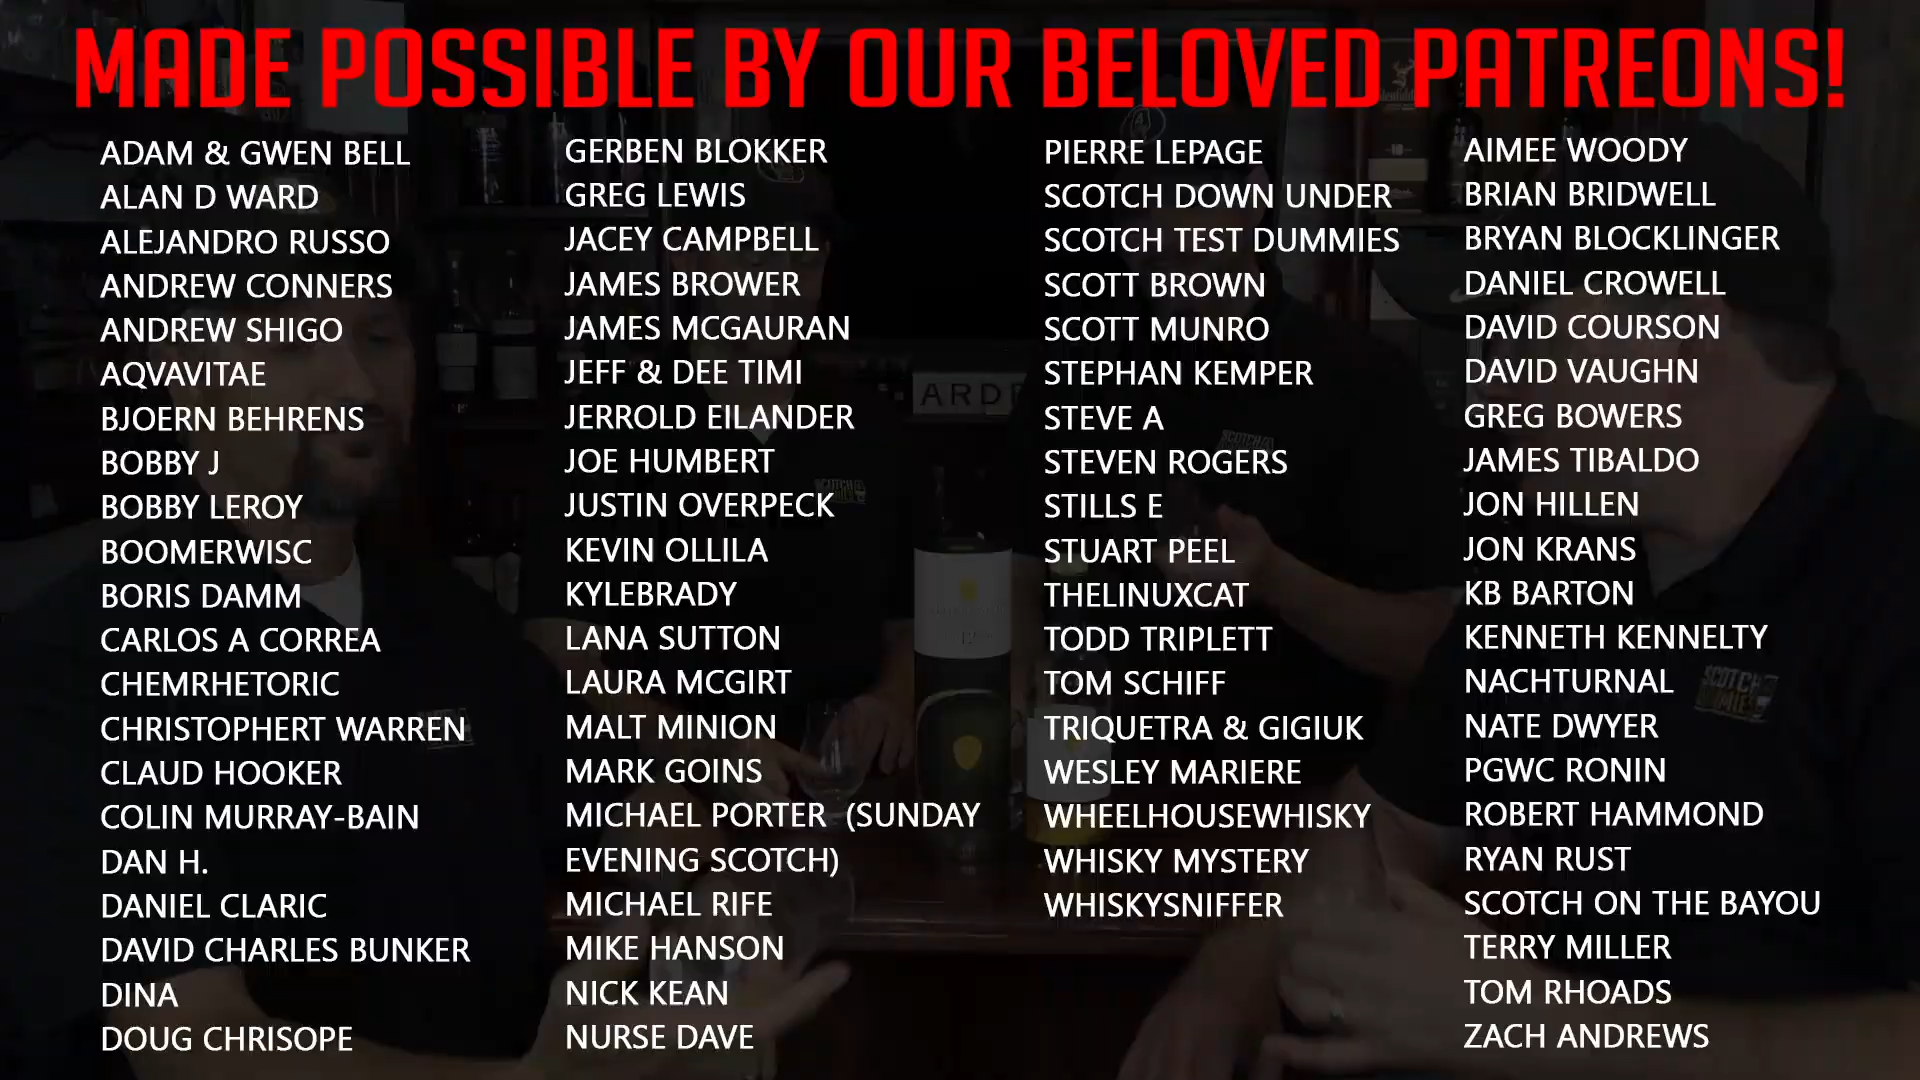 MADE POSSIBLE BY OUR BELOVED PATREONS!
ADAM & GWEN BELL
ALAN D WARD
ALEJANDRO RUSSO
ANDREW CONNERS
ANDREW SHIGO
AQVAVITAE
BJOERN BEHRENS
BOBBY J
BOBBY LEROY
BOOMERWISC
BORIS DAMM
CARLOS A CORREA
CHEMRHETORIC
CHRISTOPHERT WARREN
CLAUD HOOKER
COLIN MURRAY-BAIN
DAN H.
DANIEL CLARIC
DAVID CHARLES BUNKER
DINA
DOUG CHRISOPE
GERBEN BLOKKER
GREG LEWIS
JACEY CAMPBELL
JAMES BROWER
JAMES MCGAURAN
JEFF & DEE TIMI
JERROLD EILANDER
JOE HUMBERT
JUSTIN OVERPECK
KEVIN OLLILA
KYLEBRADY
LANA SUTTON
LAURA MCGIRT
MALT MINION
MARK GOINS
MICHAEL PORTER (SUNDAY
EVENING SCOTCH)
MICHAEL RIFE
MIKE HANSON
NICK KEAN
NURSE DAVE
PIERRE LEPAGE
SCOTCH DOWN UNDER
SCOTCH TEST DUMMIES
SCOTT BROWN
SCOTT MUNRO
STEPHAN KEMPER
STEVE A
STEVEN ROGERS
STILLS E
STUART PEEL
THELINUXCAT
TODD TRIPLETT
TOM SCHIFF
TRIQUETRA & GIGIUK
WESLEY MARIERE
WHEELHOUSEWHISKY
WHISKY MYSTERY
WHISKYSNIFFER
AIMEE WOODY
BRIAN BRIDWELL
BRYAN BLOCKLINGER
DANIEL CROWELL
DAVID COURSON
DAVID VAUGHN
GREG BOWERS
JAMES TIBALDO
JON HILLEN
JON KRANS
KB BARTON
KENNETH KENNELTY
NACHTURNAL
NATE DWYER
PGWC RONIN
ROBERT HAMMOND
RYAN RUST
SCOTCH ON THE BAYOU
TERRY MILLER
TOM RHOADS
ZACH ANDREWS
ARD
SCOTCH